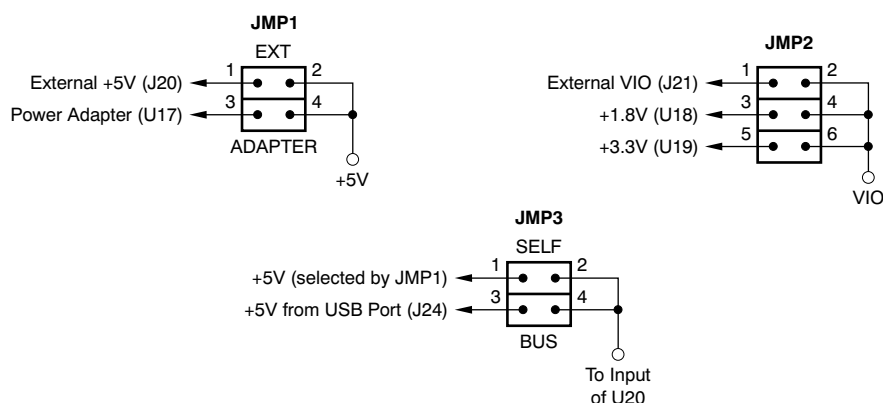 JMP1
EXT
External +5V (J20) 1 2
Power Adapter (U17) 3 4
ADAPTER
+5V
JMP2
External VIO (J21) 1 2
+1.8V (U18) 3 4
+3.3V (U19) 5 6
VIO
JMP3
SELF
+5V (selected by JMP1) 1 2
+5V from USB Port (J24) 3 4
BUS
To Input
of U20